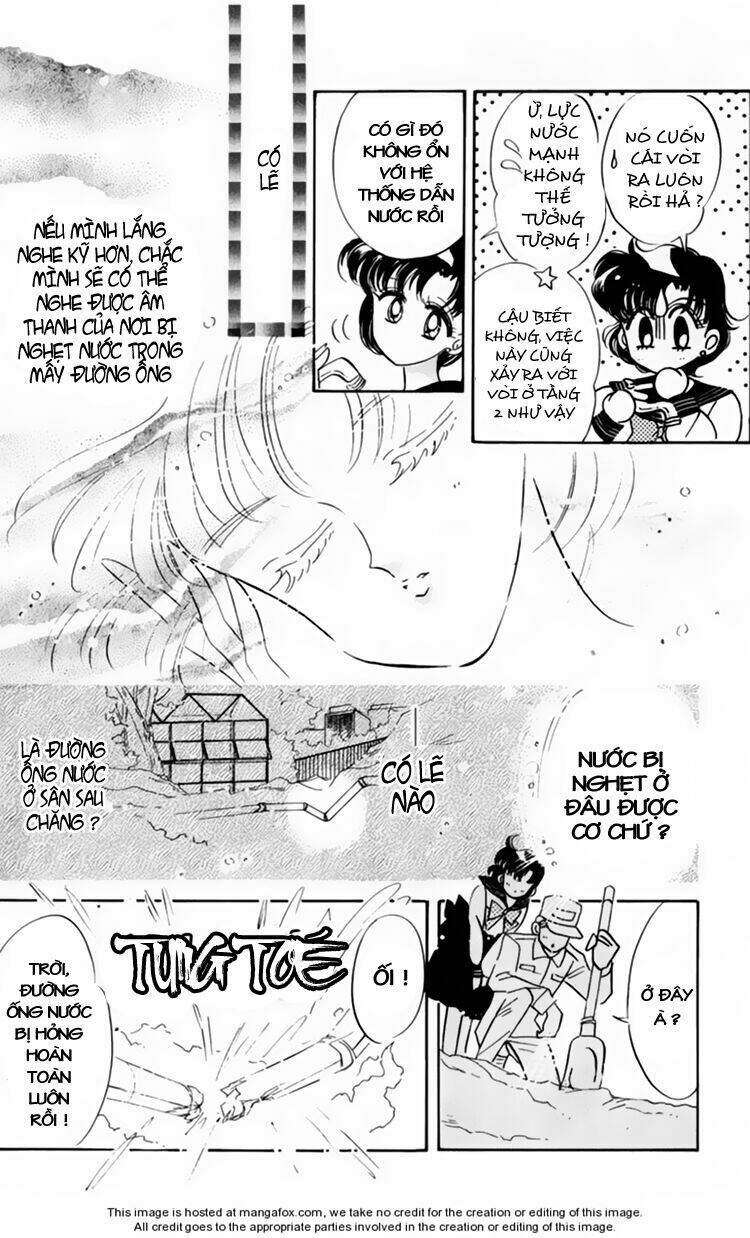 NÓ CUỐN
CÁI VÒI
RA LUÔN
RỒI HẢ ?
Ừ, LỰC
NƯỚC
MẠNH
KHÔNG
THỂ
TƯỞNG
TƯỢNG !
CẬU BIẾT
KHÔNG, VIỆC
NÀY CŨNG
XẢY RA VỚI
VÒI Ở TẦNG
2 NHƯ VẬY
CÓ GÌ ĐÓ
KHÔNG ỔN
VỚI HỆ
THỐNG DẪN
NƯỚC RỒI
CÓ
LẼ
NẾU MÌNH LẮNG
NGHE KỸ HƠN, CHẮC
MÌNH SẼ CÓ THỂ
NGHE ĐƯỢC ÂM
THANH CỦA NƠI BỊ
NGHẸT NƯỚC TRONG
MẤY ĐƯỜNG ỐNG
NƯỚC BỊ
NGHẸT Ở
ĐÂU ĐƯỢC
CƠ CHỨ ?
CÓ LẼ
NÀO
LÀ ĐƯỜNG
ỐNG NƯỚC
Ở SÂN SAU
CHĂNG ?
Ở ĐÂY
À ?
ỐI !
TUNG TOÉ
TRỜI,
ĐƯỜNG
ỐNG NƯỚC
BỊ HỎNG
HOÀN
TOÀN
LUÔN
RỒI !
This image is hosted at mangafox.com, we take no credit for the creation or editing of this image.
All credit goes to the appropriate parties involved in the creation or editing of this image.